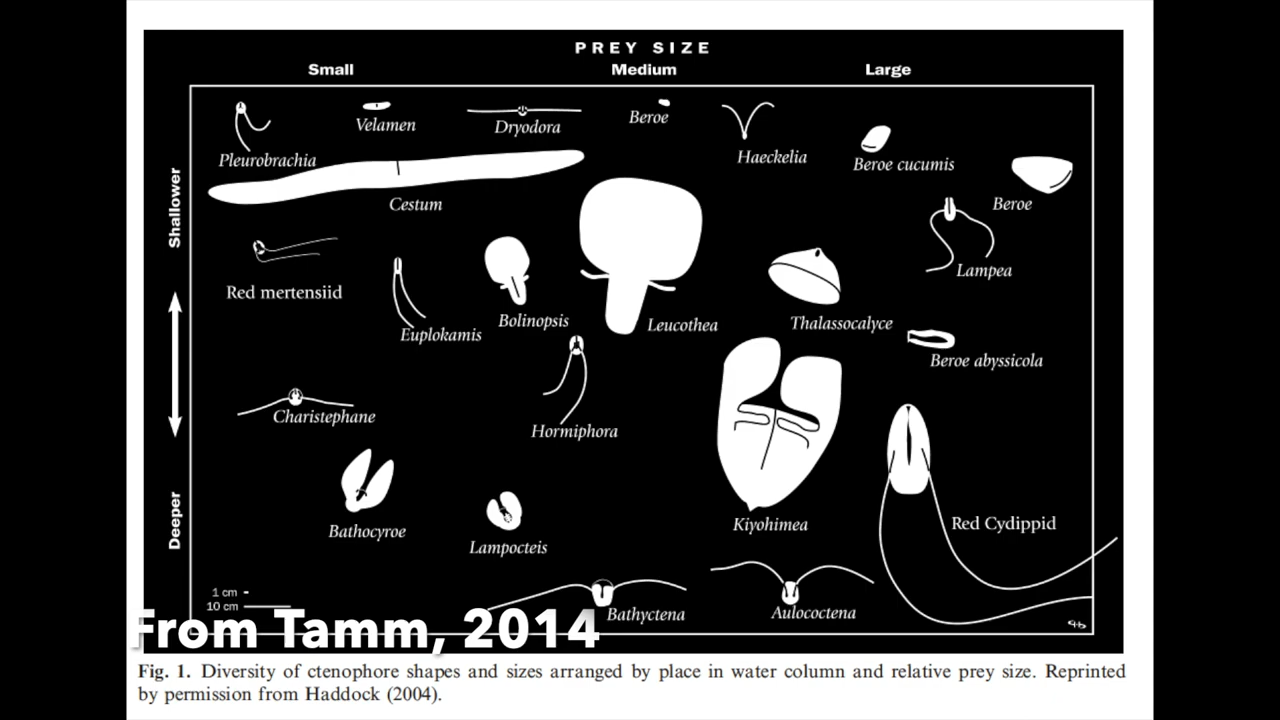 PREY SIZE
Small Medium Large
Shallower
Deeper
Pleurobrachia
Velamen
Dryodora
Beroe
Haeckelia
Beroe cucumis
Beroe
Cestum
Lampea
Red mertensiid
Euplokamis
Bolinopsis
Leucothea
Thalassocalyce
Beroe abyssicola
Charistephane
Hormiphora
Bathocyroe
Lampocteis
Kiyohimea
Red Cydippid
Bathyctena
Aulococtena
1 cm
10 cm
From Tamm, 2014
Fig. 1. Diversity of ctenophore shapes and sizes arranged by place in water column and relative prey size. Reprinted
by permission from Haddock (2004).